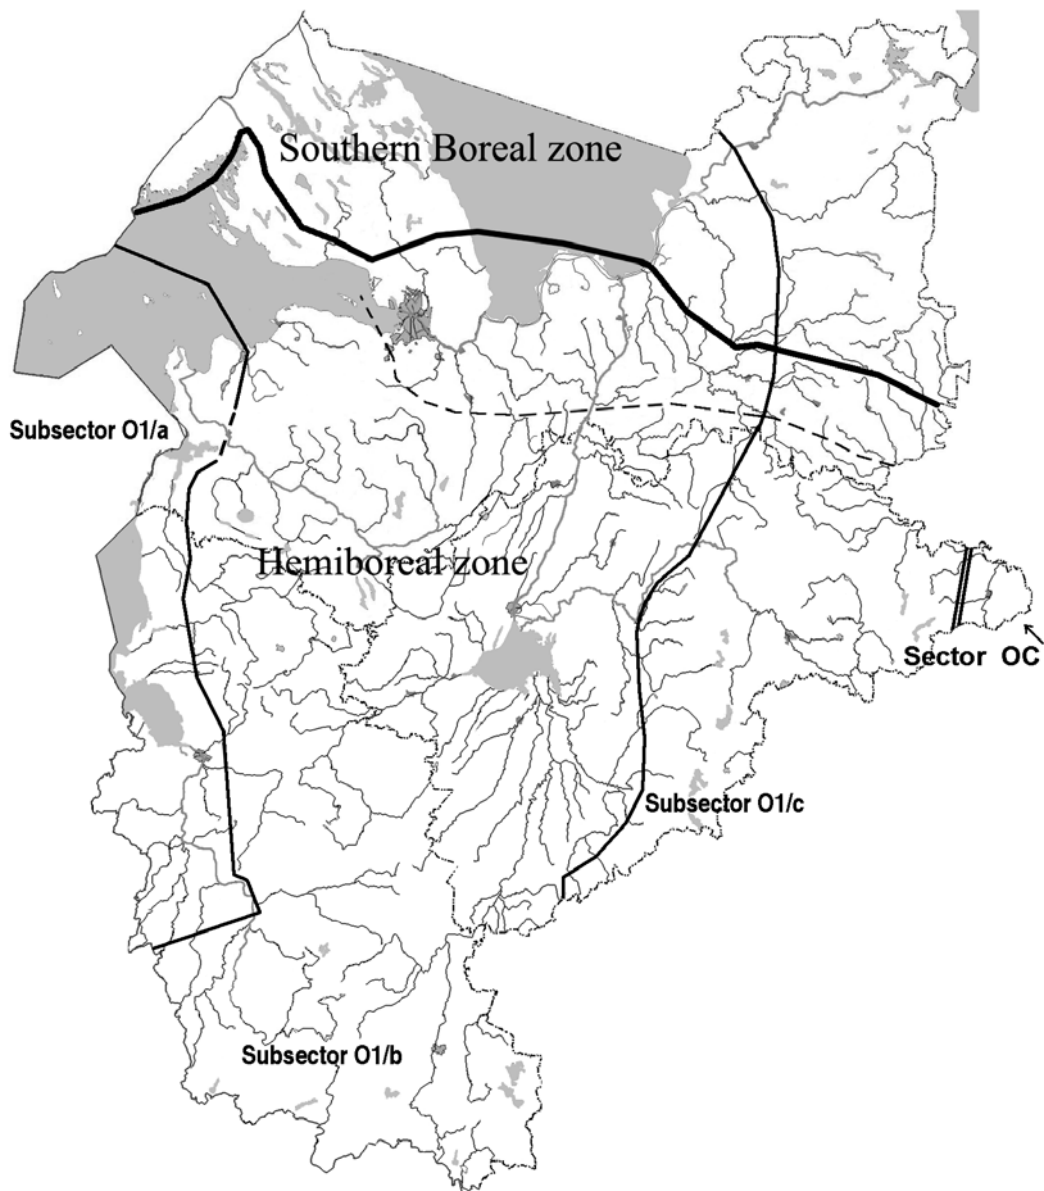 Southern Boreal zone
Subsector O1/a
Hemiboreal zone
Sector OC
Subsector O1/c
Subsector O1/b